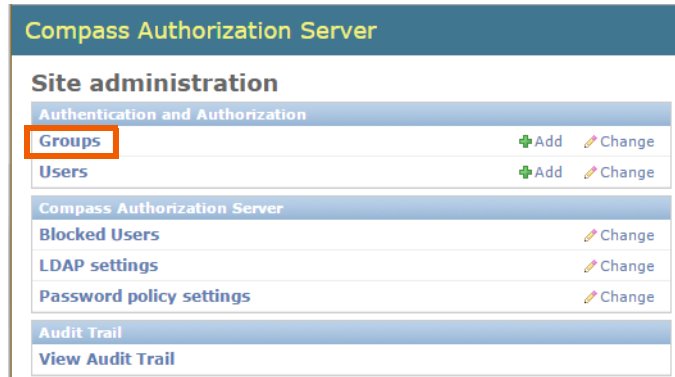 Compass Authorization Server
Site administration
Authentication and Authorization
Groups Add Change
Users Add Change
Compass Authorization Server
Blocked Users Change
LDAP settings Change
Password policy settings Change
Audit Trail
View Audit Trail